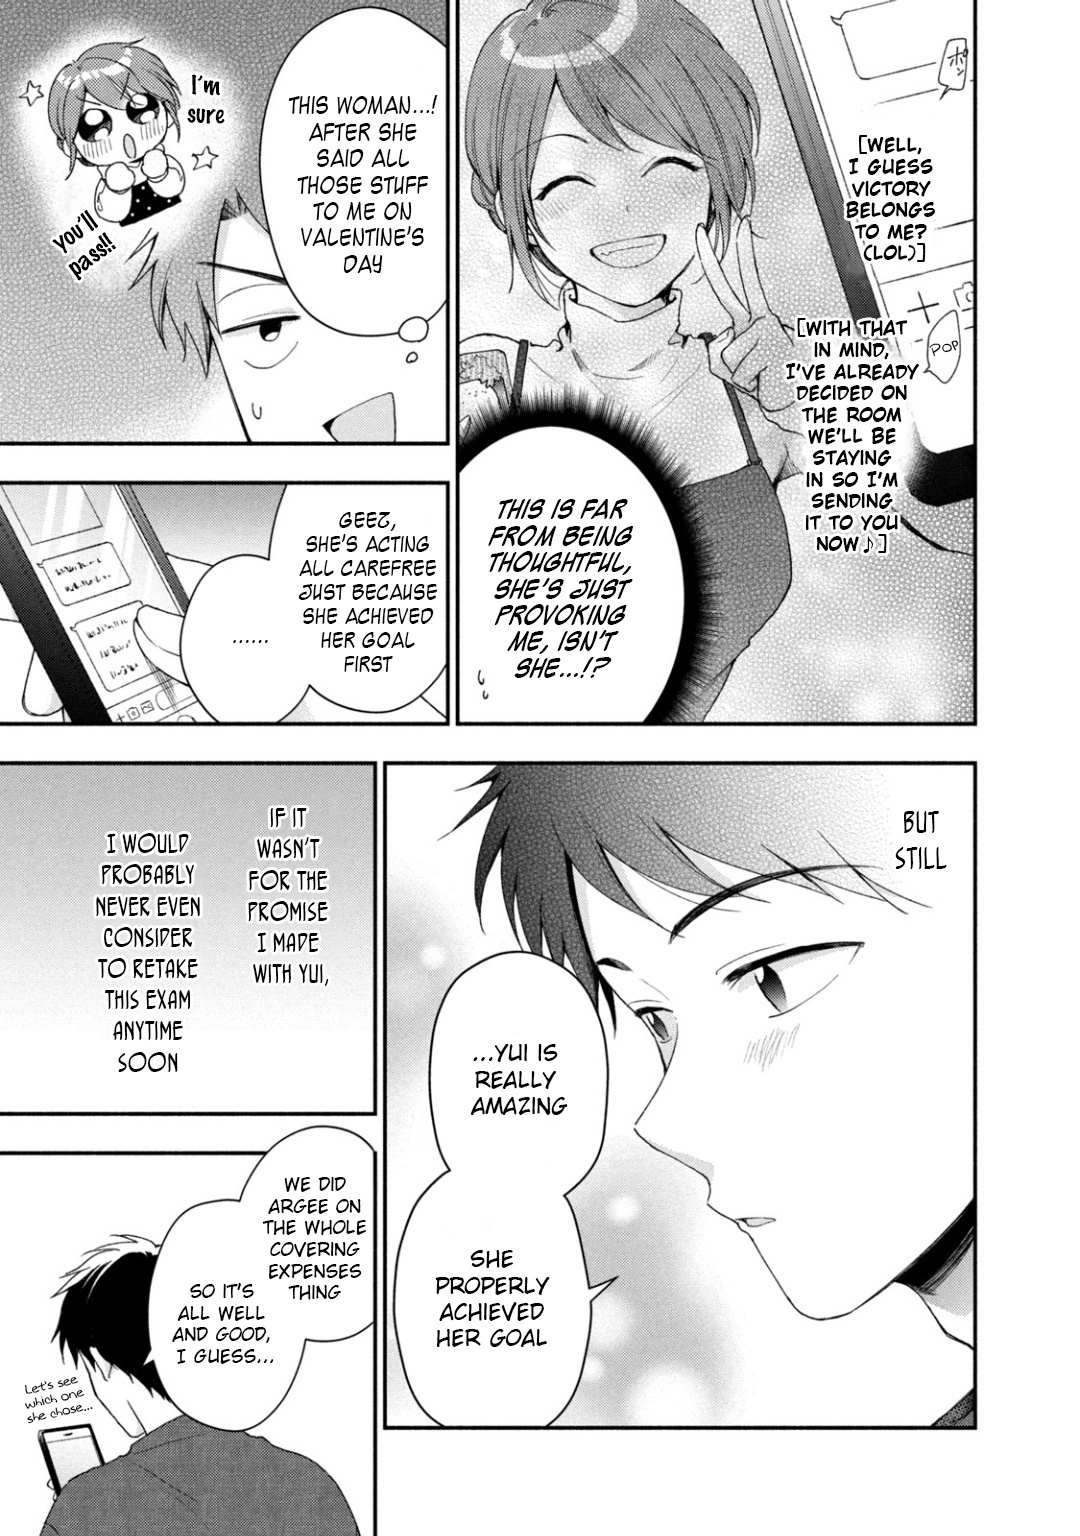 ポンッ
[WELL,
I GUESS
VICTORY
BELONGS
TO ME?
(LOL)]
POP
[WITH THAT
IN MIND,
I'VE ALREADY
DECIDED ON
THE ROOM
WE'LL BE
STAYING
IN SO I'M
SENDING
IT TO YOU
NOW♪]
THIS IS FAR
FROM BEING
THOUGHTFUL,
SHE'S JUST
PROVOKING
ME, ISN'T
SHE...!?
THIS WOMAN...!
AFTER SHE
SAID ALL
THOSE STUFF
TO ME ON
VALENTINE'S
DAY
I'm
sure
you'll
pass!!
GEEZ,
SHE'S ACTING
ALL CAREFREE
JUST BECAUSE
SHE ACHIEVED
HER GOAL
FIRST
......
BUT
STILL
...YUI IS
REALLY
AMAZING
SHE
PROPERLY
ACHIEVED
HER GOAL
IF IT
WASN'T
FOR THE
PROMISE
I MADE
WITH YUI,
I WOULD
PROBABLY
NEVER EVEN
CONSIDER
TO RETAKE
THIS EXAM
ANYTIME
SOON
WE DID
ARGEE ON
THE WHOLE
COVERING
EXPENSES
THING
SO IT'S
ALL WELL
AND GOOD,
I GUESS...
Let's see
which one
she chose...